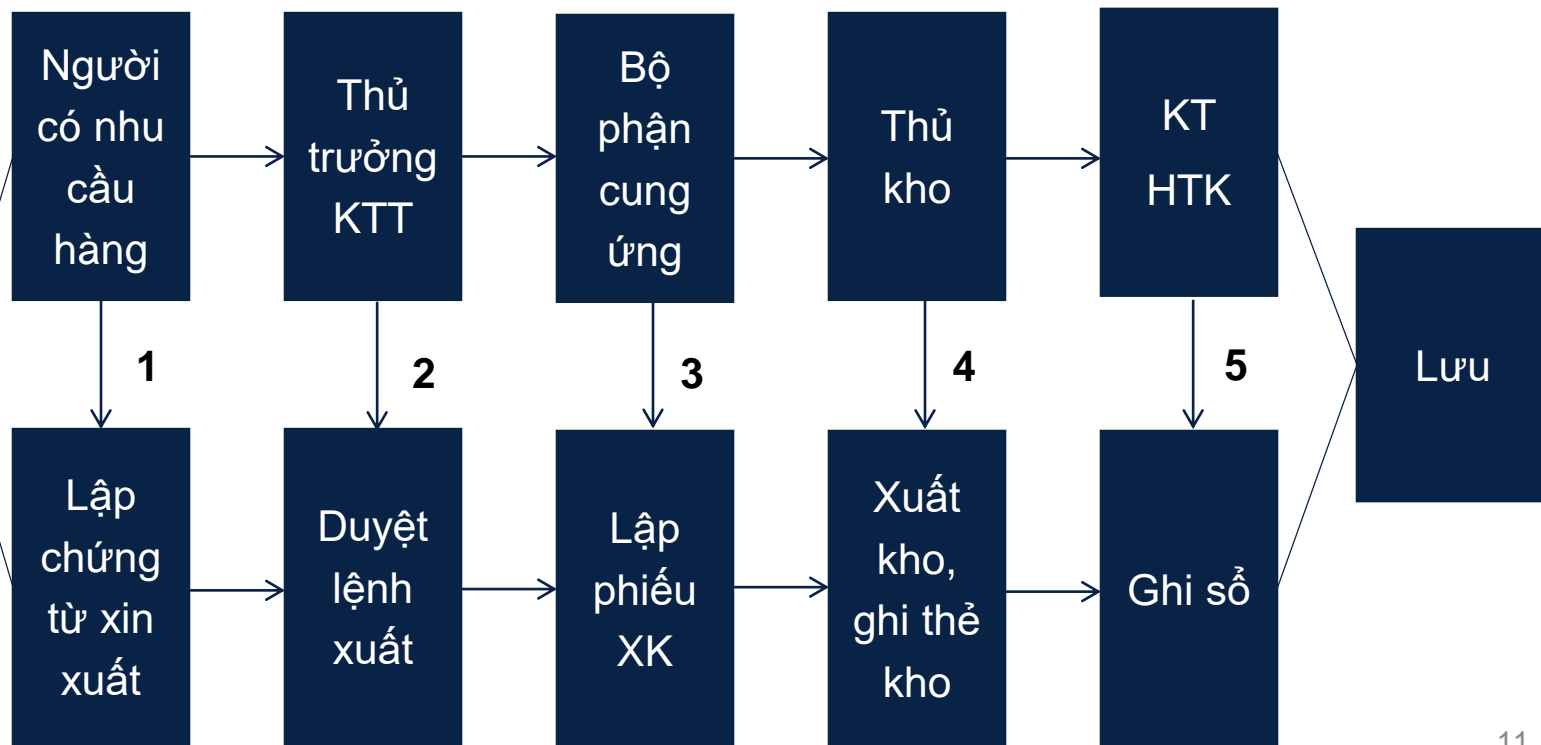 Người
có nhu
cầu
hàng
Thủ
trưởng
KTT
Bộ
phận
cung
ứng
Thủ
kho
KT
HTK
1
2
3
4
5
Lưu
Lập
chứng
từ xin
xuất
Duyệt
lệnh
xuất
Lập
phiếu
XK
Xuất
kho,
ghi thẻ
kho
Ghi sổ
11